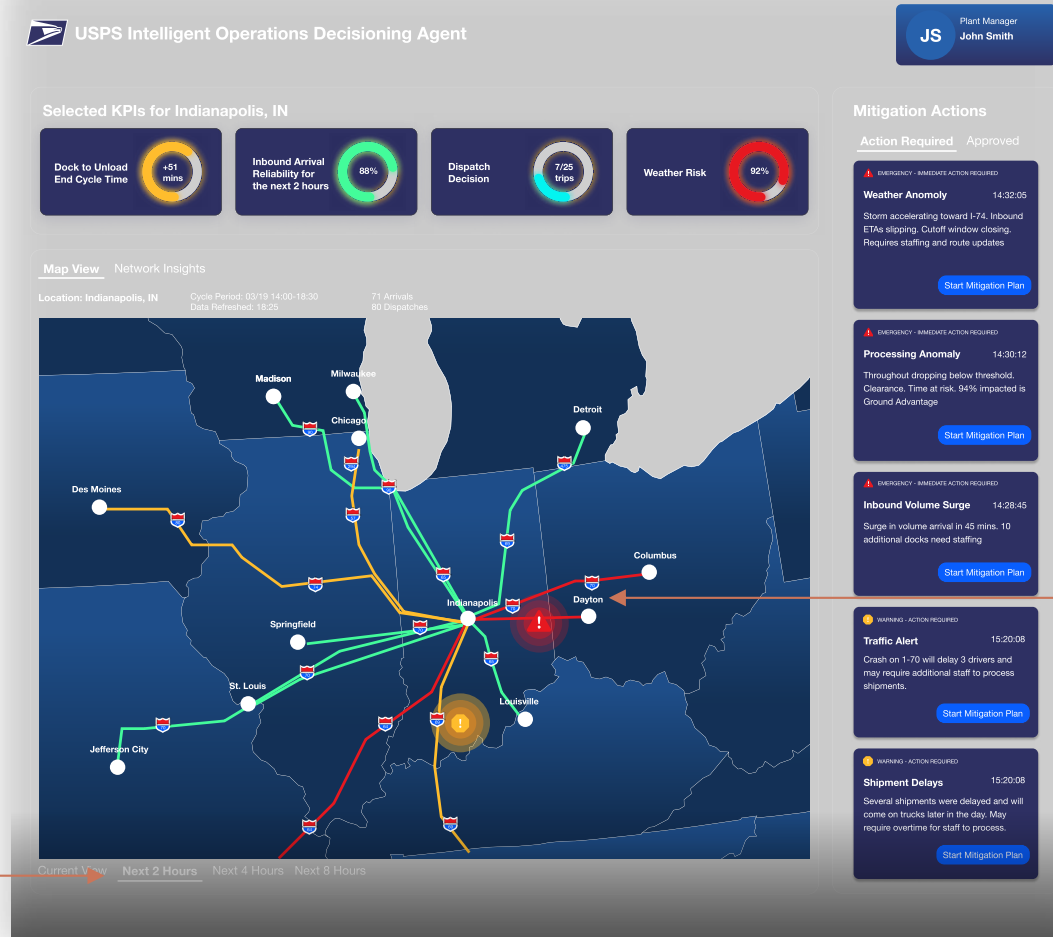 USPS Intelligent Operations Decisioning Agent
JS
Plant Manager
John Smith
Selected KPIs for Indianapolis, IN
Dock to Unload
End Cycle Time
+51
mins
Inbound Arrival
Reliability for
the next 2 hours
88%
Dispatch
Decision
7/25
trips
Weather Risk
92%
Map View
Network Insights
Location: Indianapolis, IN
Cycle Period: 03/19 14:00-18:30
Data Refreshed: 18:25
71 Arrivals
80 Dispatches
Madison
Milwaukee
Chicago
Detroit
Des Moines
Columbus
Indianapolis
Dayton
Springfield
St. Louis
Louisville
Jefferson City
Current View
Next 2 Hours
Next 4 Hours
Next 8 Hours
Mitigation Actions
Action Required
Approved
EMERGENCY - IMMEDIATE ACTION REQUIRED
Weather Anomoly
14:32:05
Storm accelerating toward I-74. Inbound
ETAs slipping. Cutoff window closing.
Requires staffing and route updates
Start Mitigation Plan
EMERGENCY - IMMEDIATE ACTION REQUIRED
Processing Anomaly
14:30:12
Throughout dropping below threshold.
Clearance. Time at risk. 94% impacted is
Ground Advantage
Start Mitigation Plan
EMERGENCY - IMMEDIATE ACTION REQUIRED
Inbound Volume Surge
14:28:45
Surge in volume arrival in 45 mins. 10
additional docks need staffing
Start Mitigation Plan
WARNING - ACTION REQUIRED
Traffic Alert
15:20:08
Crash on 1-70 will delay 3 drivers and
may require additional staff to process
shipments.
Start Mitigation Plan
WARNING - ACTION REQUIRED
Shipment Delays
15:20:08
Several shipments were delayed and will
come on trucks later in the day. May
require overtime for staff to process.
Start Mitigation Plan